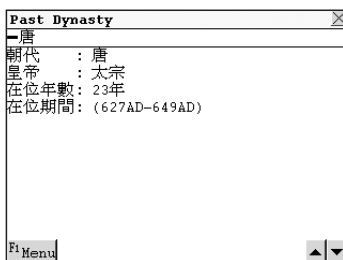 Past Dynasty
唐
朝代 : 唐
皇帝 : 太宗
在位年數: 23年
在位期間: (627AD-649AD)
F1 Menu